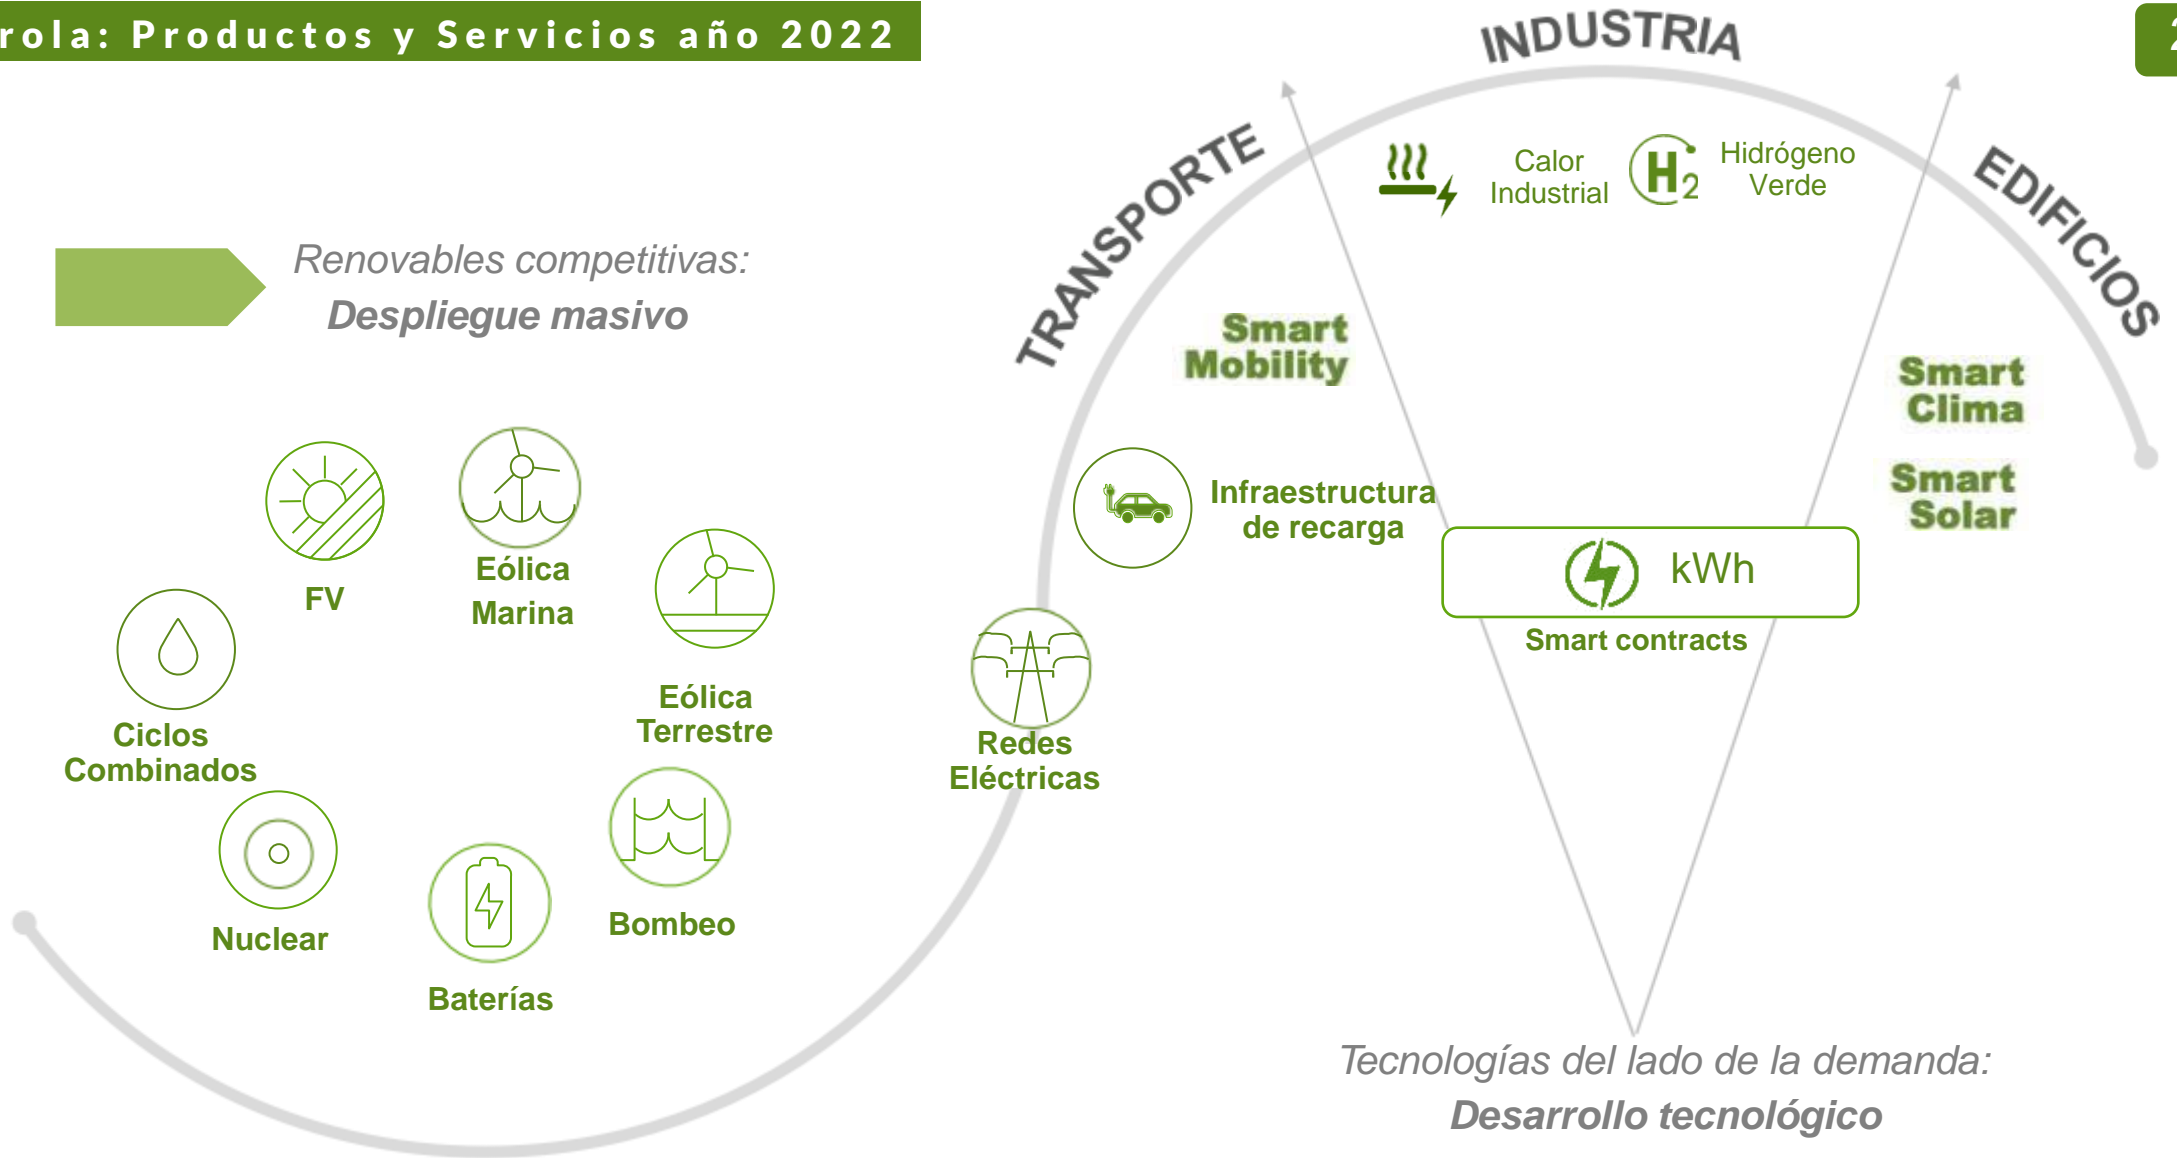 rola: Productos y Servicios año 2022
2
INDUSTRIA
TRANSPORTE
EDIFICIOS
Calor
Industrial
H2
Hidrógeno
Verde
Renovables competitivas:
Despliegue masivo
Smart
Mobility
Smart
Clima
Smart
Solar
Infraestructura
de recarga
kWh
Smart contracts
FV
Eólica
Marina
Eólica
Terrestre
Ciclos
Combinados
Redes
Eléctricas
Nuclear
Bombeo
Baterías
Tecnologías del lado de la demanda:
Desarrollo tecnológico